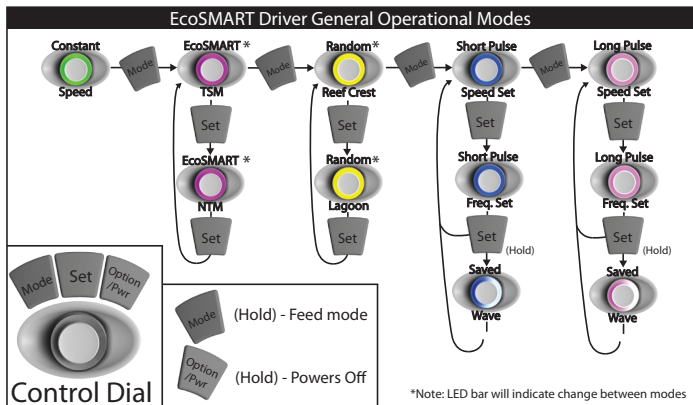 EcoSMART Driver General Operational Modes
Constant
Speed
Mode
EcoSMART *
TSM
Mode
Random*
Reef Crest
Mode
Short Pulse
Speed Set
Mode
Long Pulse
Speed Set
Set
Set
Set
Set
EcoSMART *
NTM
Random*
Lagoon
Short Pulse
Freq. Set
Long Pulse
Freq. Set
Set
Set
Set
(Hold)
Set
(Hold)
Saved
Wave
Saved
Wave
Mode
Set
Option
/Pwr
Control Dial
Mode
(Hold) - Feed mode
Option
/Pwr
(Hold) - Powers Off
*Note: LED bar will indicate change between modes